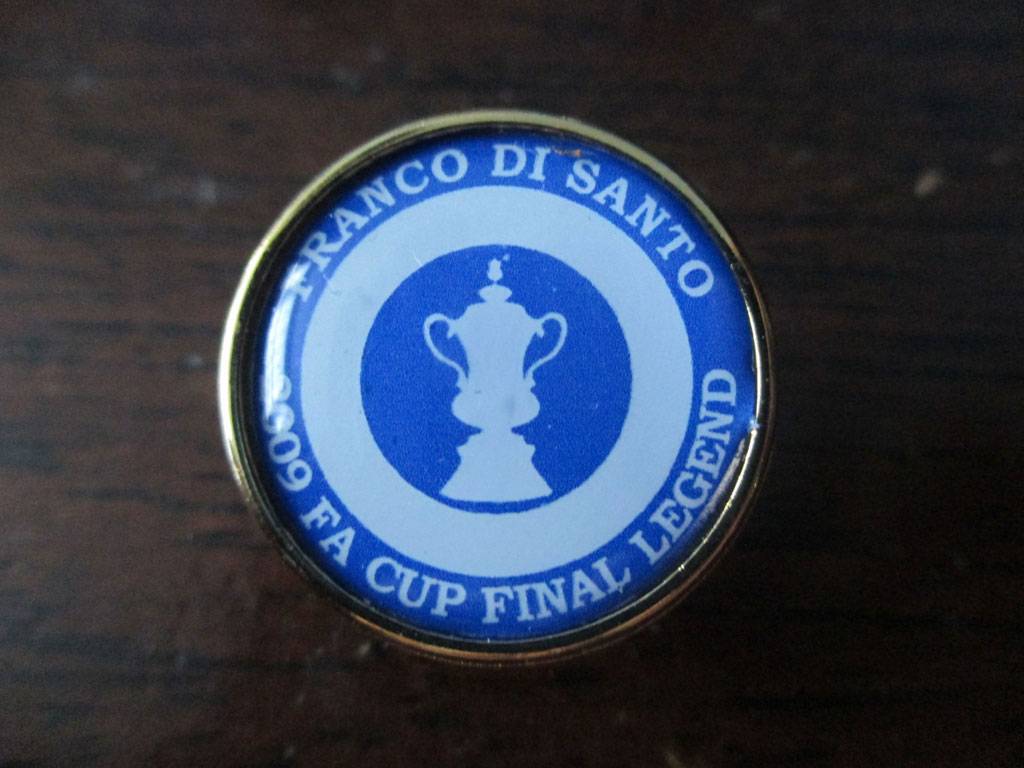 FRANCO DI SANTO
2009 FA CUP FINAL LEGEND